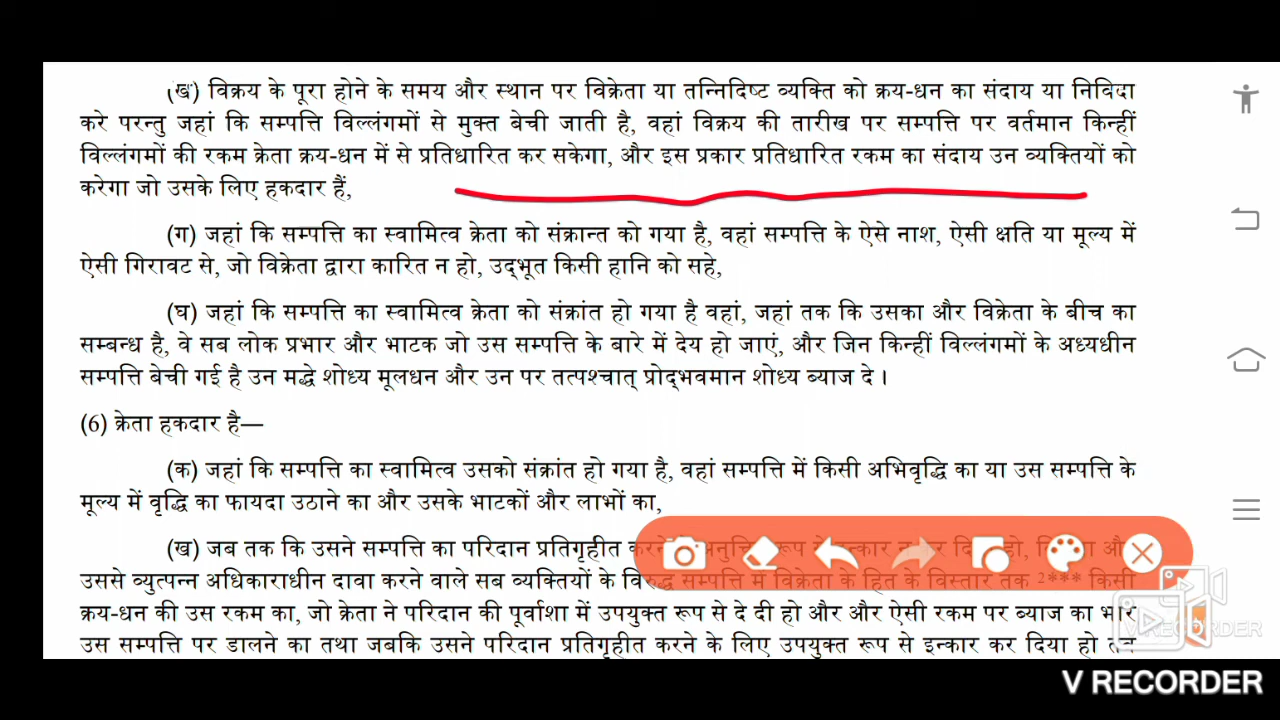 (ख) विक्रय के पूरा होने के समय और स्थान पर विक्रेता या तन्निदिष्ट व्यक्ति को क्रय-धन का संदाय या निविदा
करे परन्तु जहां कि सम्पत्ति विल्लंगमों से मुक्त बेची जाती है, वहां विक्रय की तारीख पर सम्पत्ति पर वर्तमान किन्हीं
विल्लंगमों की रकम क्रेता क्रय-धन में से प्रतिधारित कर सकेगा, और इस प्रकार प्रतिधारित रकम का संदाय उन व्यक्तियों को
करेगा जो उसके लिए हकदार हैं,
(ग) जहां कि सम्पत्ति का स्वामित्व क्रेता को संक्रान्त को गया है, वहां सम्पत्ति के ऐसे नाश, ऐसी क्षति या मूल्य में
ऐसी गिरावट से, जो विक्रेता द्वारा कारित न हो, उद्‌भूत किसी हानि को सहे,
(घ) जहां कि सम्पत्ति का स्वामित्व क्रेता को संक्रांत हो गया है वहां, जहां तक कि उसका और विक्रेता के बीच का
सम्बन्ध है, वे सब लोक प्रभार और भाटक जो उस सम्पत्ति के बारे में देय हो जाएं, और जिन किन्हीं विल्लंगमों के अध्यधीन
सम्पत्ति बेची गई है उन मद्धे शोध्य मूलधन और उन पर तत्पश्चात् प्रोद्‌भवमान शोध्य ब्याज दे ।
(6) क्रेता हकदार है—
(क) जहां कि सम्पत्ति का स्वामित्व उसको संक्रांत हो गया है, वहां सम्पत्ति में किसी अभिवृद्धि का या उस सम्पत्ति के
मूल्य में वृद्धि का फायदा उठाने का और उसके भाटकों और लाभों का,
(ख) जब तक कि उसने सम्पत्ति का परिदान प्रतिगृहीत
उससे व्युत्पन्न अधिकाराधीन दावा करने वाले सब व्यक्तियों के विरुद्ध सम्पत्ति में विक्रेता के हित के विस्तार तक 2*** किसी
क्रय-धन की उस रकम का, जो क्रेता ने परिदान की पूर्वाशा में उपयुक्त रूप से दे दी हो और और ऐसी रकम पर ब्याज का भार
उस सम्पत्ति पर डालने का तथा जबकि उसने परिदान प्रतिगृहीत करने के लिए उपयुक्त रूप से इन्कार कर दिया हो तब
V RECORDER
V RECORDER